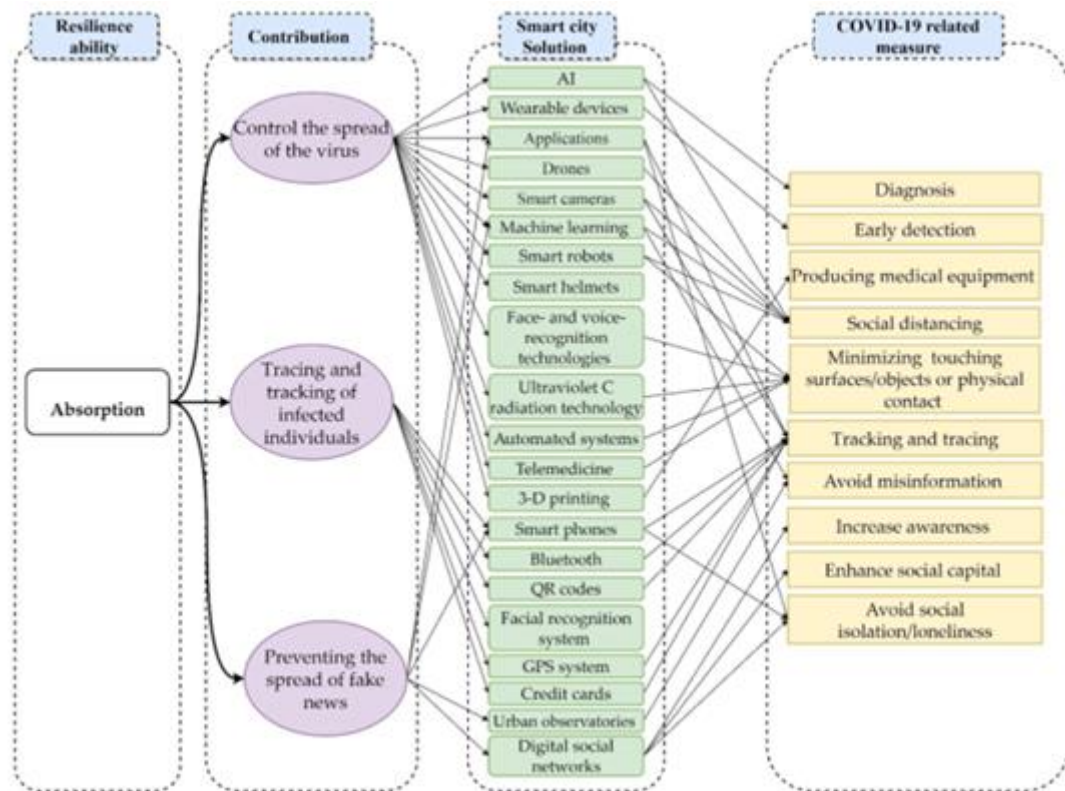 Resilience
ability
Contribution
Smart city
Solution
COVID-19 related
measure
Absorption
Control the spread
of the virus
Tracing and
tracking of
infected
individuals
Preventing the
spread of fake
news
AI
Wearable devices
Applications
Drones
Smart cameras
Machine learning
Smart robots
Smart helmets
Face- and voice-
recognition
technologies
Ultraviolet C
radiation technology
Automated systems
Telemedicine
3-D printing
Smart phones
Bluetooth
QR codes
Facial recognition
system
GPS system
Credit cards
Urban observatories
Digital social
networks
Diagnosis
Early detection
Producing medical equipment
Social distancing
Minimizing touching
surfaces/objects or physical
contact
Tracking and tracing
Avoid misinformation
Increase awareness
Enhance social capital
Avoid social
isolation/loneliness